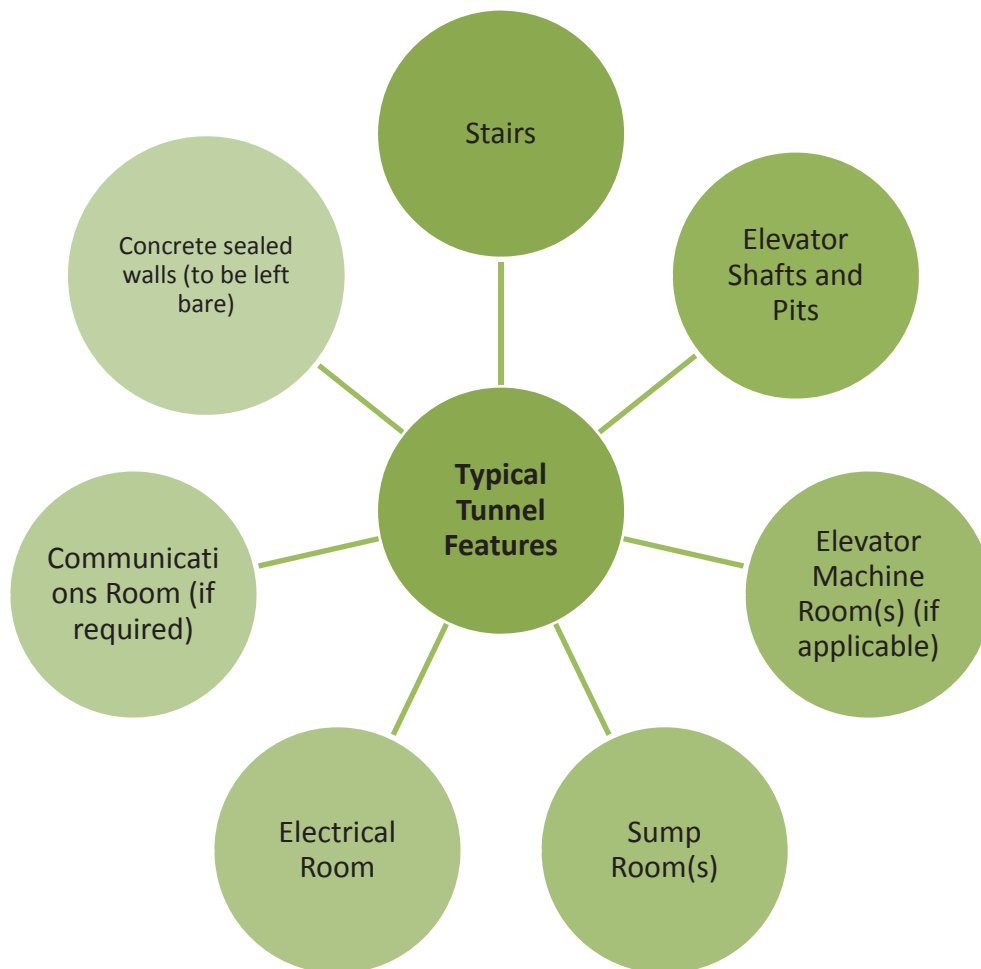 Stairs
Elevator
Shafts and
Pits
Elevator
Machine
Room(s) (if
applicable)
Sump
Room(s)
Electrical
Room
Communicati
ons Room (if
required)
Concrete sealed
walls (to be left
bare)
Typical
Tunnel
Features